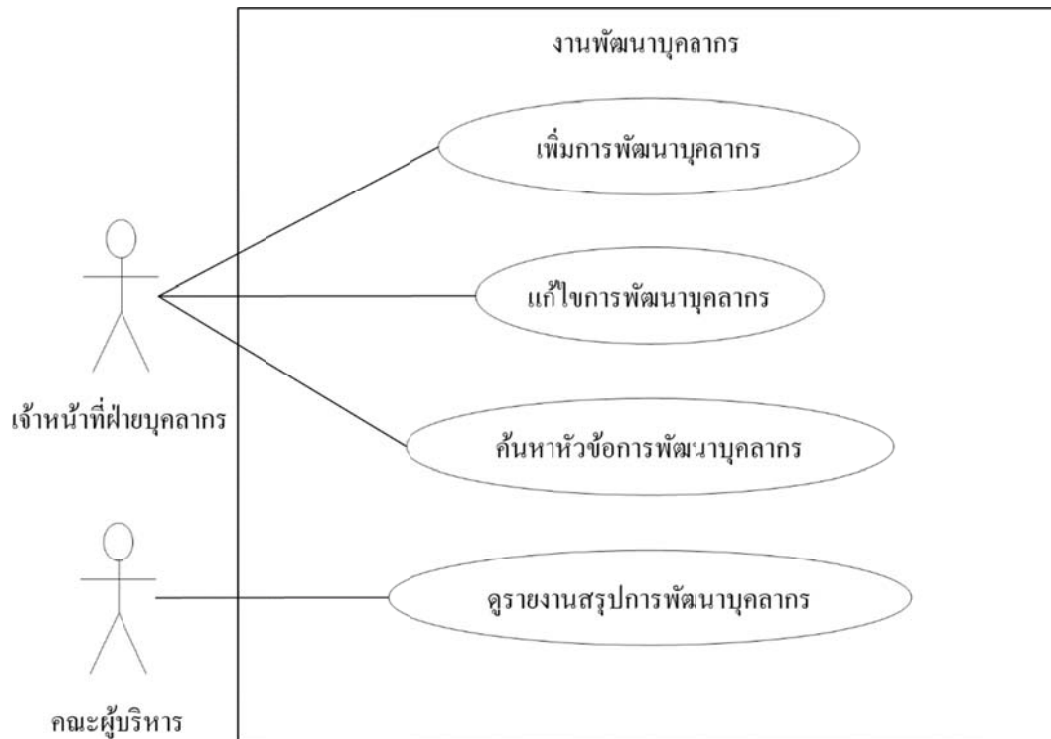 งานพัฒนาบุคลากร
เพิ่มการพัฒนาบุคลากร
แก้ไขการพัฒนาบุคลากร
เจ้าหน้าที่ฝ่ายบุคลากร
ค้นหาหัวข้อการพัฒนาบุคลากร
ดูรายงานสรุปการพัฒนาบุคลากร
คณะผู้บริหาร